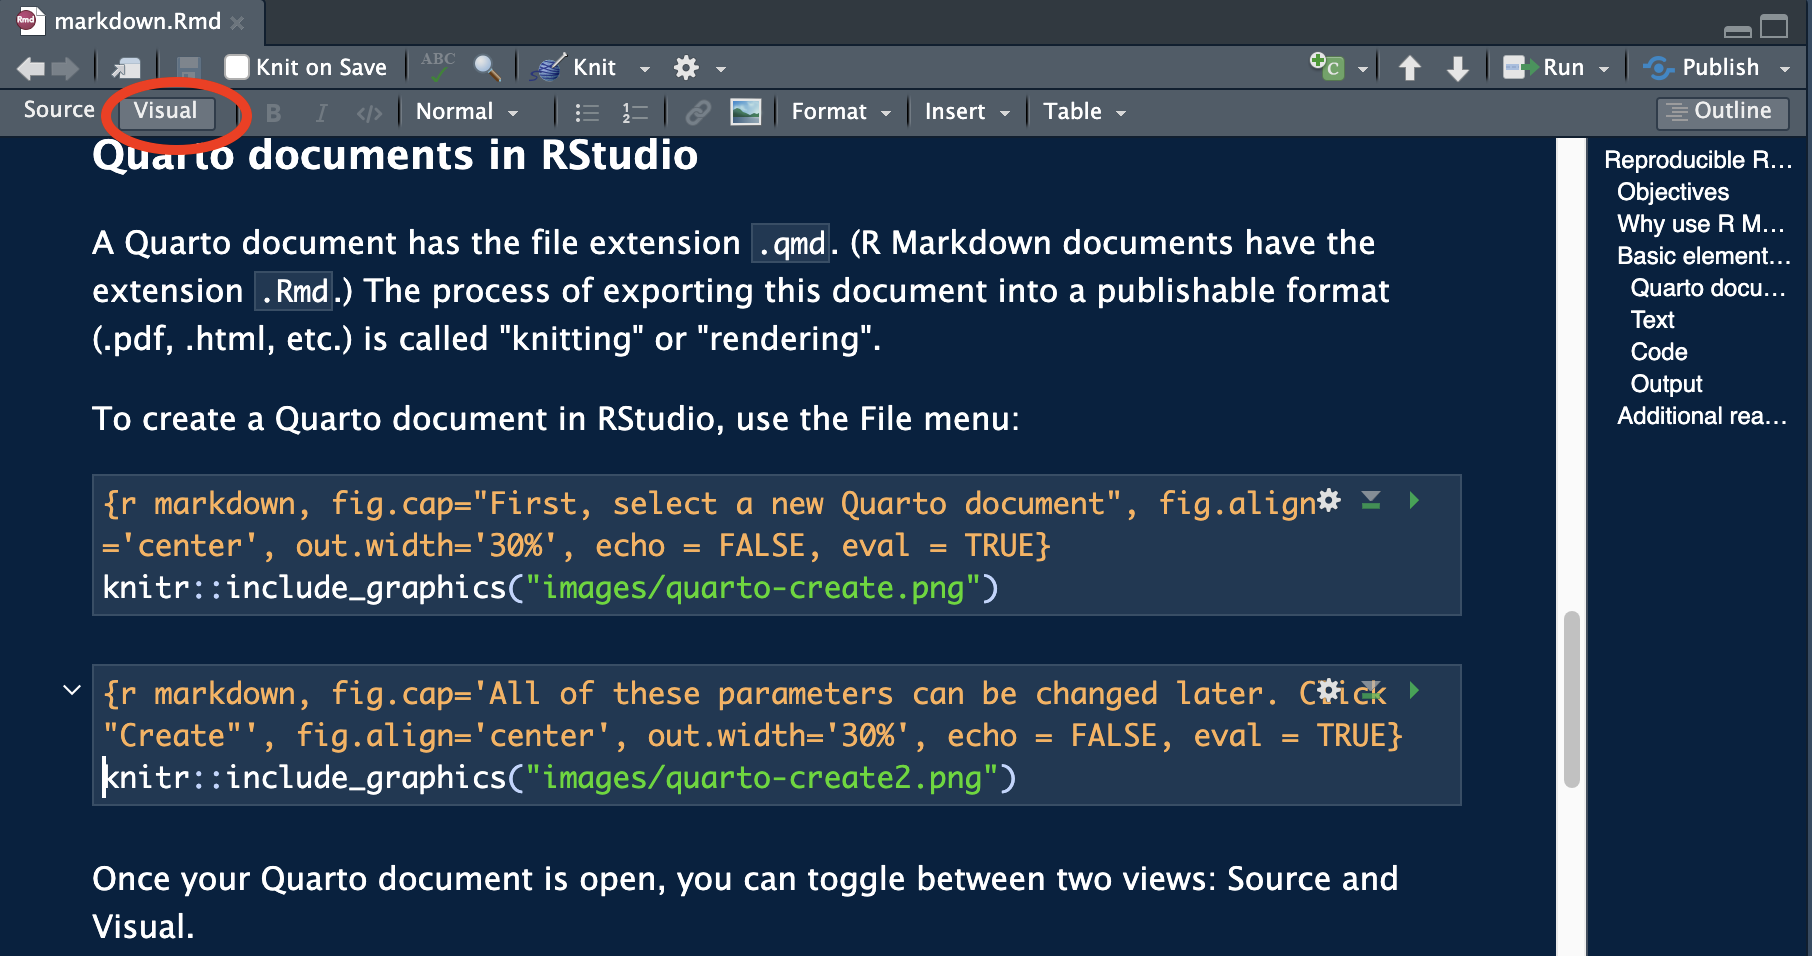 markdown.Rmd
Knit on Save
ABC
Knit
Run
Publish
Source
Visual
B
I
</>
Normal
Format
Insert
Table
Outline
Quarto documents in RStudio
A Quarto document has the file extension .qmd. (R Markdown documents have the
extension .Rmd.) The process of exporting this document into a publishable format
(.pdf, .html, etc.) is called "knitting" or "rendering".
To create a Quarto document in RStudio, use the File menu:
{r markdown, fig.cap="First, select a new Quarto document", fig.align
='center', out.width='30%', echo = FALSE, eval = TRUE}
knitr::include_graphics("images/quarto-create.png")
{r markdown, fig.cap='All of these parameters can be changed later. Click
"Create"', fig.align='center', out.width='30%', echo = FALSE, eval = TRUE}
knitr::include_graphics("images/quarto-create2.png")
Once your Quarto document is open, you can toggle between two views: Source and
Visual.
Reproducible R...
Objectives
Why use R M...
Basic element...
Quarto docu...
Text
Code
Output
Additional rea...